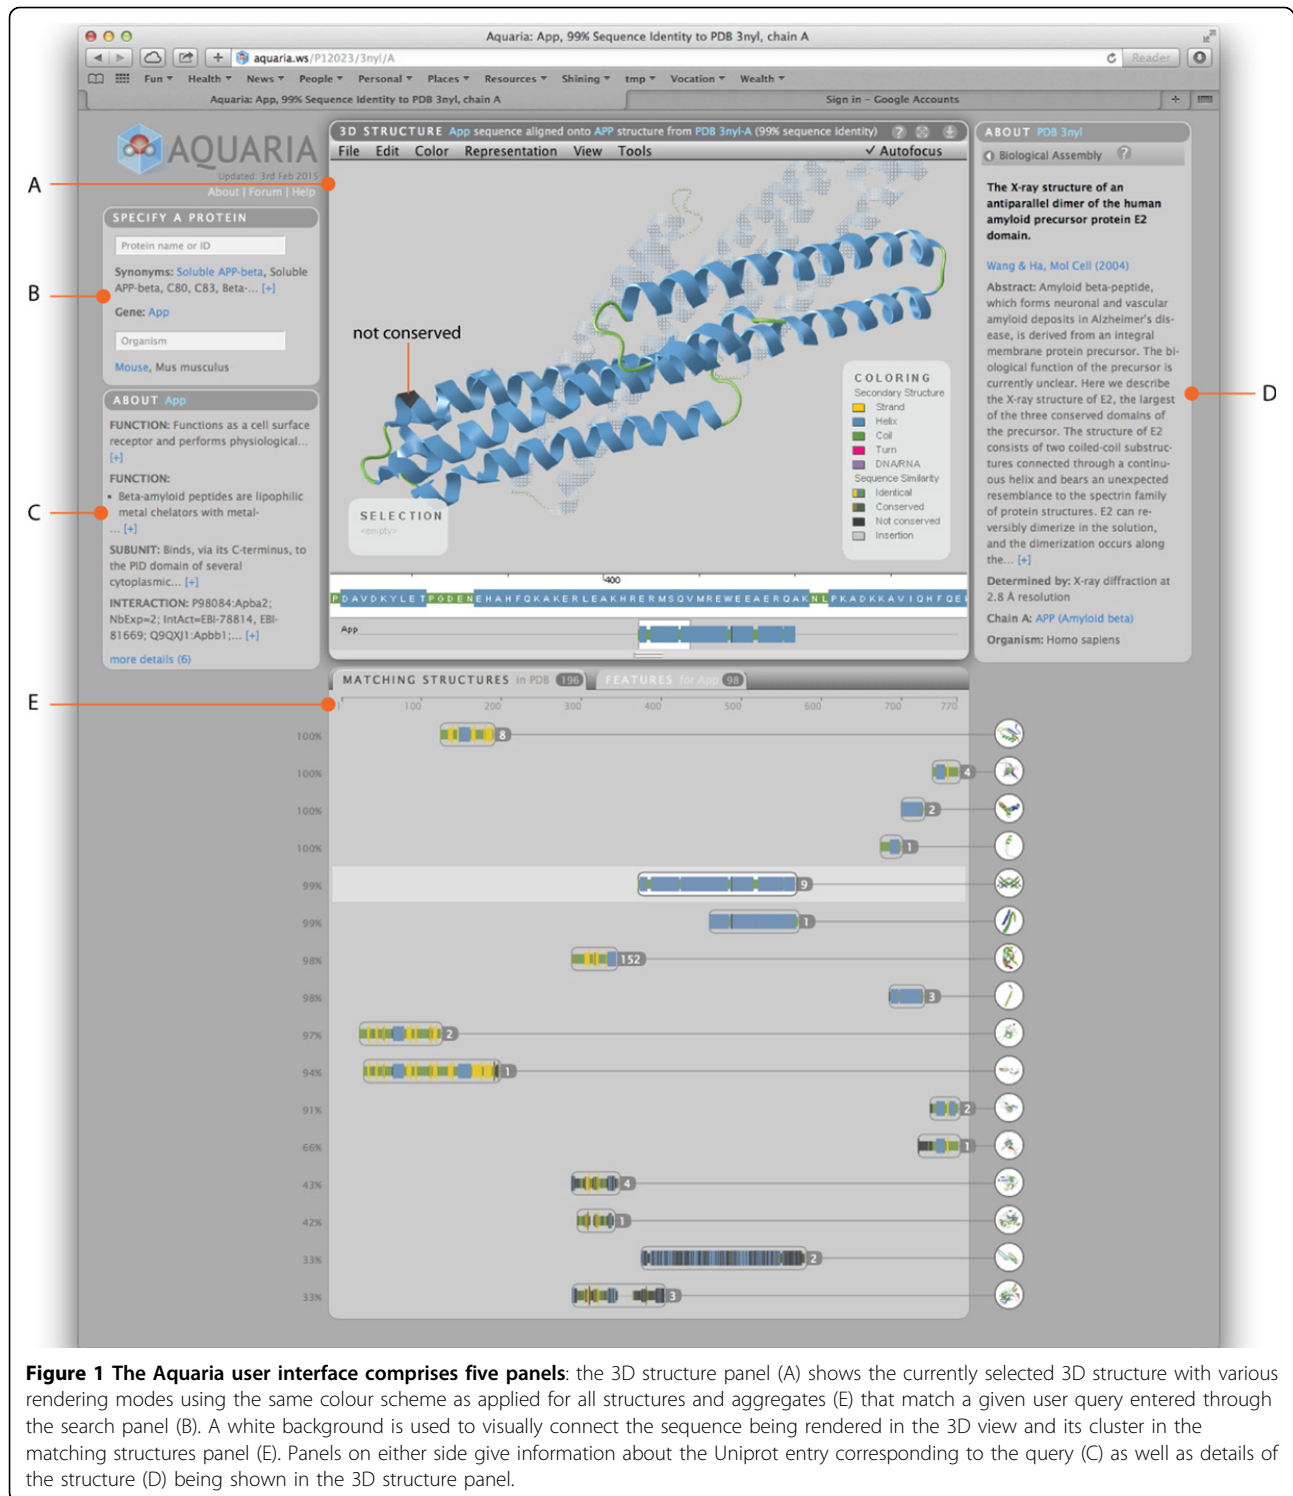 Aquaria: App, 99% Sequence Identity to PDB 3nyl, chain A
aquaria.ws/P12023/3nyl/A
Reader
Fun Health News People Personal Places Resources Shining tmp Vocation Wealth
Aquaria: App, 99% Sequence Identity to PDB 3nyl, chain A
Sign in – Google Accounts
AQUARIA
Updated: 3rd Feb 2015
About | Forum | Help
A
SPECIFY A PROTEIN
Protein name or ID
Synonyms: Soluble APP-beta, Soluble
APP-beta, C80, C83, Beta-... [+]
B
Gene: App
Organism
Mouse, Mus musculus
ABOUT App
FUNCTION: Functions as a cell surface
receptor and performs physiological...
[+]
FUNCTION:
• Beta-amyloid peptides are lipophilic
metal chelators with metal-
... [+]
C
SUBUNIT: Binds, via its C-terminus, to
the PID domain of several
cytoplasmic... [+]
INTERACTION: P98084:Apba2;
NbExp=2; IntAct=EBI-78814, EBI-
81669; Q9QXJ1:Apbb1;... [+]
more details (6)
3D STRUCTURE App sequence aligned onto APP structure from PDB 3nyl-A (99% sequence identity) ?
File Edit Color Representation View Tools ✓ Autofocus
not conserved
COLORING
Secondary Structure
Strand
Helix
Coil
Turn
DNA/RNA
Sequence Similarity
Identical
Conserved
Not conserved
Insertion
SELECTION
<empty>
400
PDAVDKYLETPGDENEHAHFQKAKERLEAKHRERMSQVMREWEEAERQAKNLPKADKKAVIQHFQE
App
ABOUT PDB 3nyl
Biological Assembly ?
The X-ray structure of an
antiparallel dimer of the human
amyloid precursor protein E2
domain.
Wang & Ha, Mol Cell (2004)
Abstract: Amyloid beta-peptide,
which forms neuronal and vascular
amyloid deposits in Alzheimer's dis-
ease, is derived from an integral
membrane protein precursor. The bi-
ological function of the precursor is
currently unclear. Here we describe
the X-ray structure of E2, the largest
of the three conserved domains of
the precursor. The structure of E2
consists of two coiled-coil substruc-
tures connected through a continu-
ous helix and bears an unexpected
resemblance to the spectrin family
of protein structures. E2 can re-
versibly dimerize in the solution,
and the dimerization occurs along
the... [+]
D
Determined by: X-ray diffraction at
2.8 Å resolution
Chain A: APP (Amyloid beta)
Organism: Homo sapiens
MATCHING STRUCTURES in PDB 196 FEATURES for App 98
E
1 100 200 300 400 500 600 700 770
100% 8
100% 4
100% 2
100% 1
99% 9
99% 1
98% 152
98% 3
97% 2
94% 1
91% 2
66% 1
43% 4
42% 1
33% 2
33% 3
Figure 1 The Aquaria user interface comprises five panels: the 3D structure panel (A) shows the currently selected 3D structure with various
rendering modes using the same colour scheme as applied for all structures and aggregates (E) that match a given user query entered through
the search panel (B). A white background is used to visually connect the sequence being rendered in the 3D view and its cluster in the
matching structures panel (E). Panels on either side give information about the Uniprot entry corresponding to the query (C) as well as details of
the structure (D) being shown in the 3D structure panel.